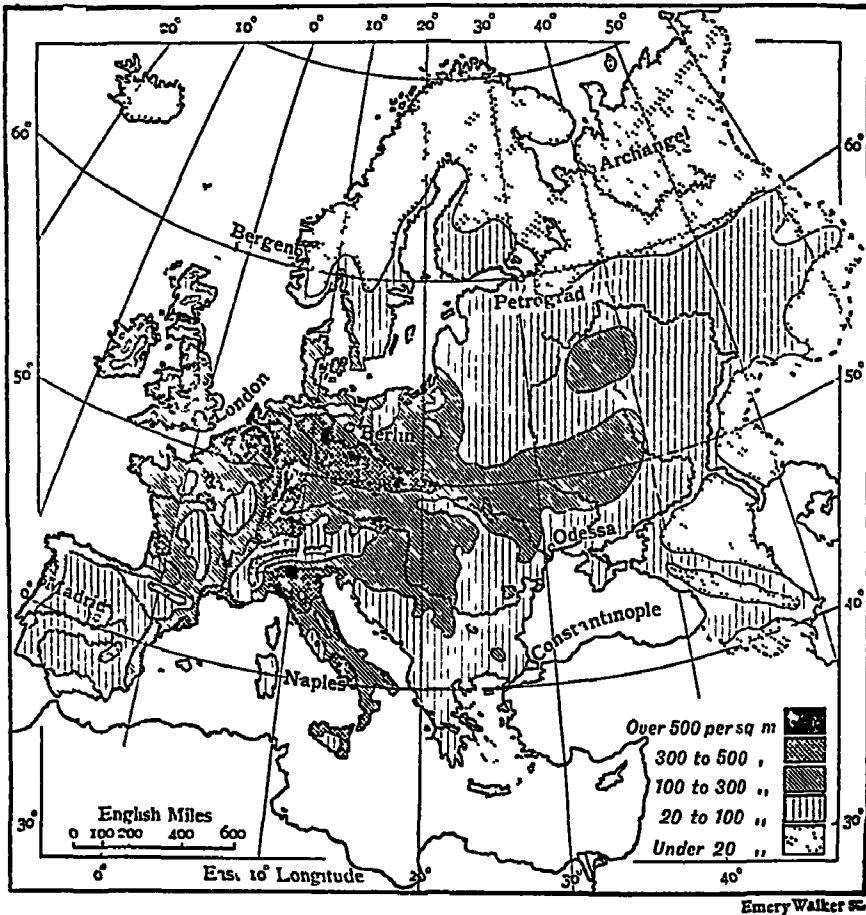 20° 10° 0° 10° 20° 30° 40° 50°
60° 60°
Archangel
Bergen
Petrograd
50° 50°
London
Berlin
Odessa
0°
40°
Constantinople
Naples
Over 500 per sq m
300 to 500 "
100 to 300 "
20 to 100 "
Under 20 "
30° 30°
English Miles
0 100 200 400 600
0° East 10° Longitude 20° 30° 40°
Emery Walker